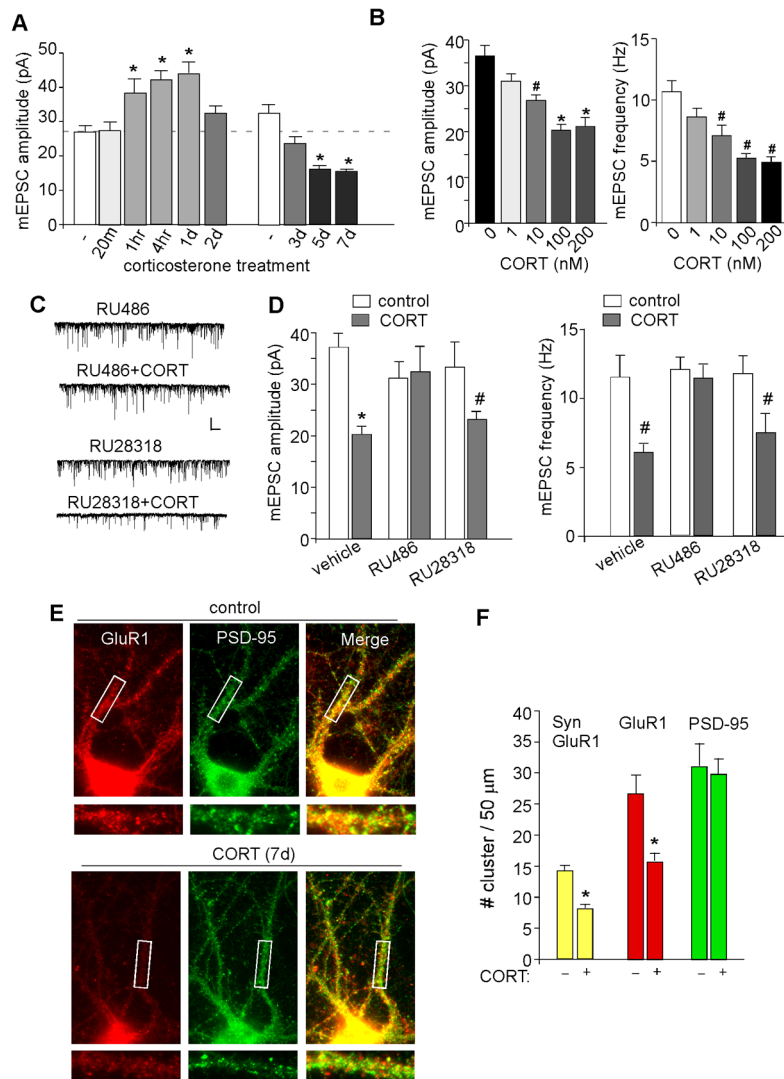 A
mEPSC amplitude (pA)
50
40
30
20
10
0
* * * * *
- 20m 1hr 4hr 1d 2d - 3d 5d 7d
corticosterone treatment
B
mEPSC amplitude (pA)
40
35
30
25
20
15
10
5
0
# * *
0 1 10 100 200
CORT (nM)
mEPSC frequency (Hz)
15
10
5
0
# # #
0 1 10 100 200
CORT (nM)
C
RU486
RU486+CORT
RU28318
RU28318+CORT
D
control
CORT
mEPSC amplitude (pA)
40
30
20
10
0
* #
vehicle RU486 RU28318
control
CORT
mEPSC frequency (Hz)
15
10
5
0
# #
vehicle RU486 RU28318
E
control
GluR1 PSD-95 Merge
CORT (7d)
F
# cluster / 50 μm
40
35
30
25
20
15
10
5
0
Syn
GluR1
GluR1
PSD-95
* *
CORT: – + – + – +